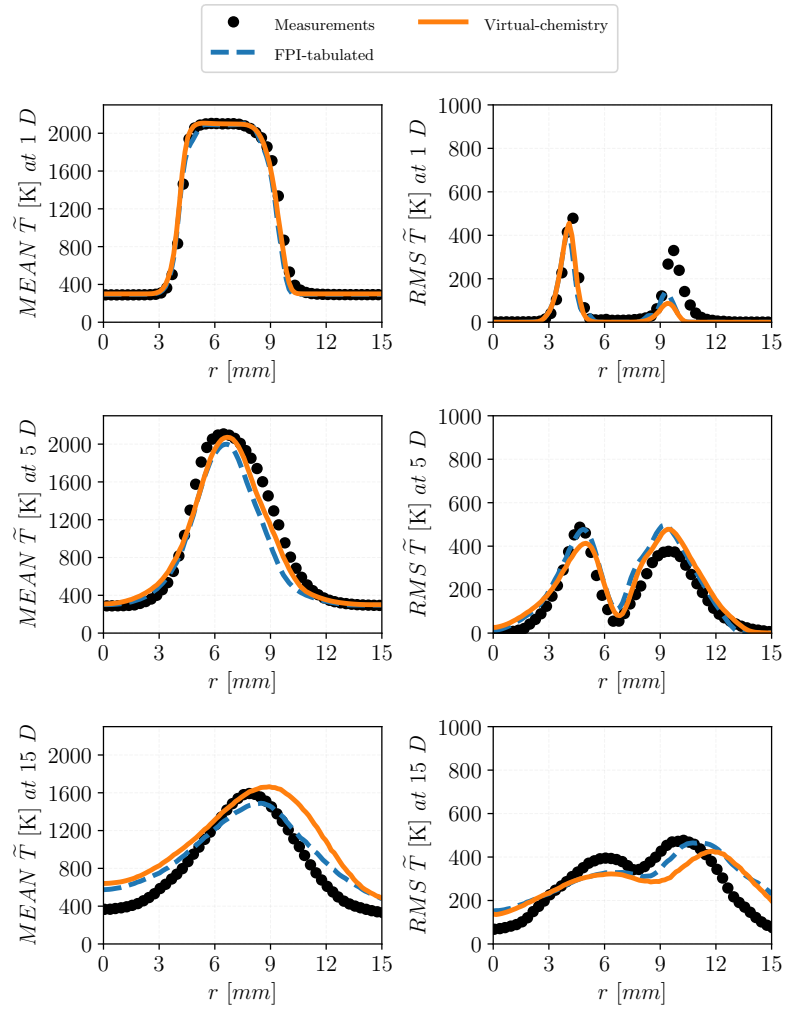 Measurements
Virtual-chemistry
FPI-tabulated
2000
1600
1200
800
400
0
MEAN T̃ [K] at 1 D
0 3 6 9 12 15
r [mm]
1000
800
600
400
200
0
RMS T̃ [K] at 1 D
0 3 6 9 12 15
r [mm]
2000
1600
1200
800
400
0
MEAN T̃ [K] at 5 D
0 3 6 9 12 15
r [mm]
1000
800
600
400
200
0
RMS T̃ [K] at 5 D
0 3 6 9 12 15
r [mm]
2000
1600
1200
800
400
0
MEAN T̃ [K] at 15 D
0 3 6 9 12 15
r [mm]
1000
800
600
400
200
0
RMS T̃ [K] at 15 D
0 3 6 9 12 15
r [mm]